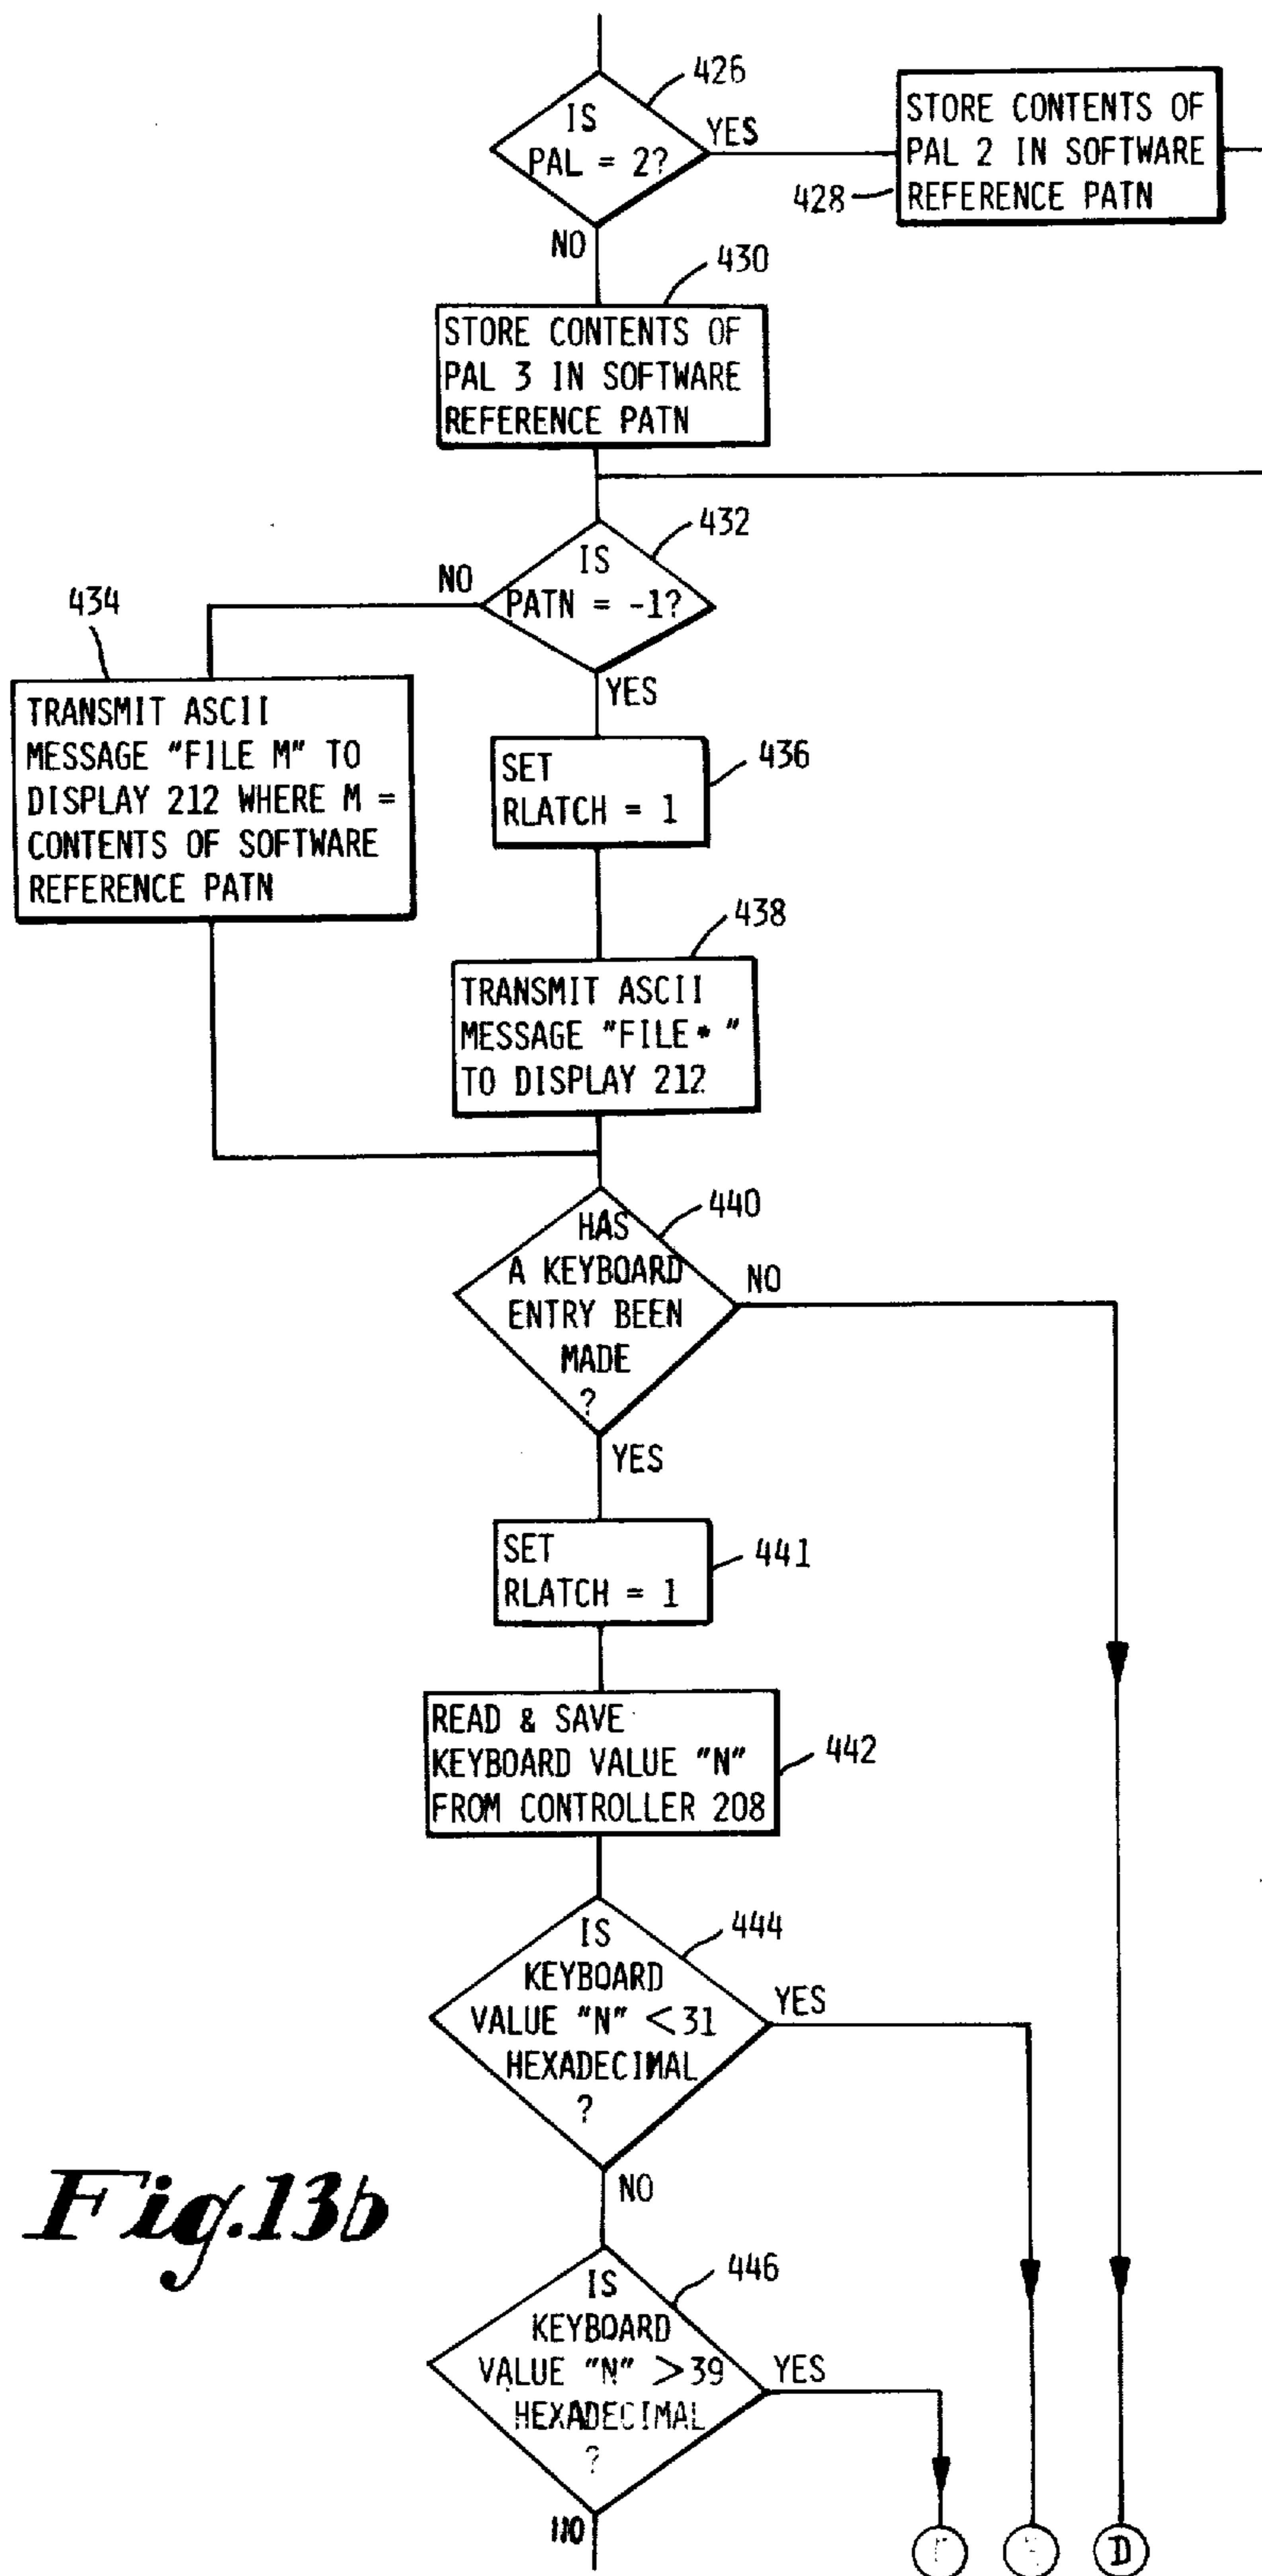 426
IS
PAL = 2?
YES
STORE CONTENTS OF
PAL 2 IN SOFTWARE
REFERENCE PATN
428
NO
430
STORE CONTENTS OF
PAL 3 IN SOFTWARE
REFERENCE PATN
432
IS
PATN = -1?
NO
434
TRANSMIT ASCII
MESSAGE "FILE M" TO
DISPLAY 212 WHERE M =
CONTENTS OF SOFTWARE
REFERENCE PATN
YES
SET
RLATCH = 1
436
438
TRANSMIT ASCII
MESSAGE "FILE* "
TO DISPLAY 212
440
HAS
A KEYBOARD
ENTRY BEEN
MADE
?
NO
YES
SET
RLATCH = 1
441
READ & SAVE
KEYBOARD VALUE "N"
FROM CONTROLLER 208
442
444
IS
KEYBOARD
VALUE "N" <31
HEXADECIMAL
?
YES
NO
Fig.13b
446
IS
KEYBOARD
VALUE "N" >39
HEXADECIMAL
?
YES
NO
D